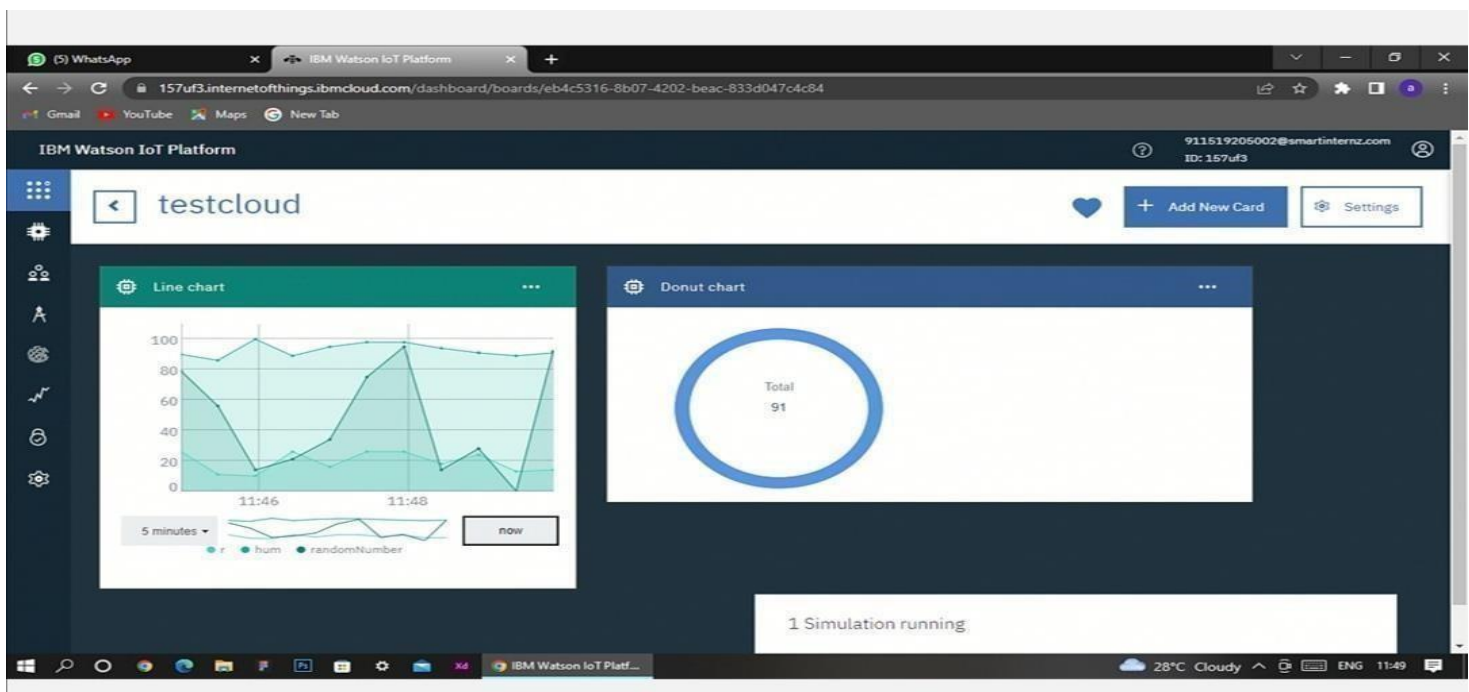 (5) WhatsApp
IBM Watson IoT Platform
157uf3.internetofthings.ibmcloud.com/dashboard/boards/eb4c5316-8b07-4202-beac-833d047c4c84
a
Gmail
YouTube
Maps
New Tab
IBM Watson IoT Platform
911519205002@smartinternz.com
ID: 157uf3
testcloud
+ Add New Card
Settings
Line chart
Donut chart
100
80
60
40
20
0
11:46
11:48
5 minutes
now
r
hum
randomNumber
Total
91
1 Simulation running
Ps
Xd
IBM Watson IoT Platf...
28°C Cloudy
ENG
11:49